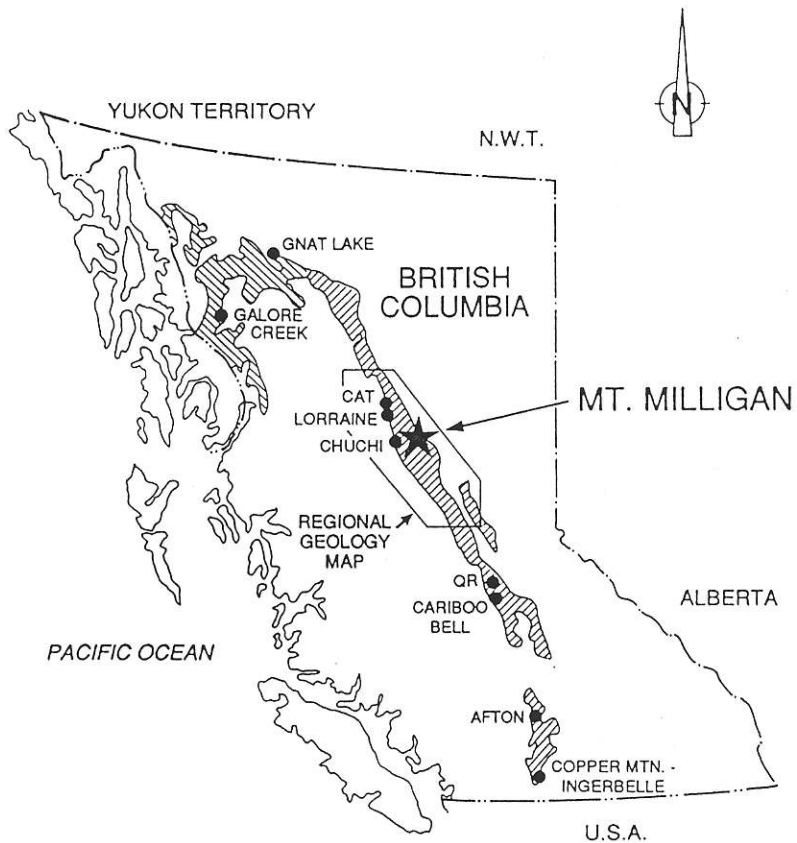 N
YUKON TERRITORY
N.W.T.
GNAT LAKE
BRITISH
COLUMBIA
GALORE
CREEK
CAT
LORRAINE
CHUCHI
MT. MILLIGAN
REGIONAL
GEOLOGY
MAP
QR
CARIBOO
BELL
ALBERTA
PACIFIC OCEAN
AFTON
COPPER MTN. -
INGERBELLE
U.S.A.